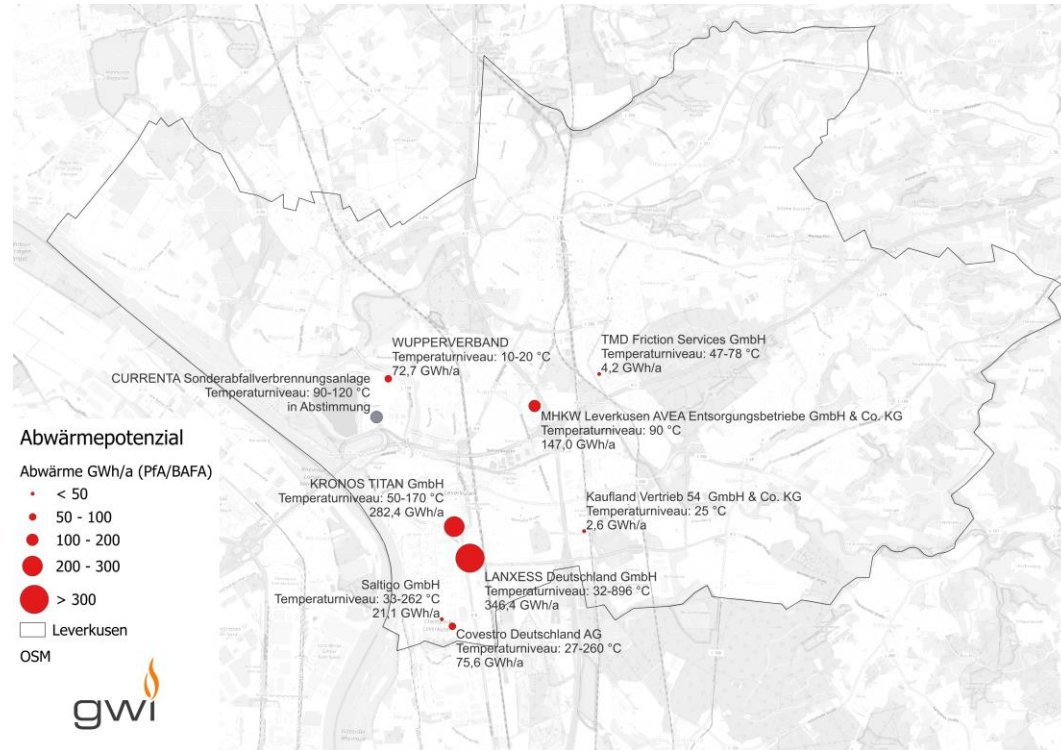 WUPPERVERBAND
Temperaturniveau: 10-20 °C
72,7 GWh/a
TMD Friction Services GmbH
Temperaturniveau: 47-78 °C
4,2 GWh/a
CURRENTA Sonderabfallverbrennungsanlage
Temperaturniveau: 90-120 °C
in Abstimmung
MHKW Leverkusen AVEA Entsorgungsbetriebe GmbH & Co. KG
Temperaturniveau: 90 °C
147,0 GWh/a
KRONOS TITAN GmbH
Temperaturniveau: 50-170 °C
282,4 GWh/a
Kaufland Vertrieb 54 GmbH & Co. KG
Temperaturniveau: 25 °C
2,6 GWh/a
LANXESS Deutschland GmbH
Temperaturniveau: 32-896 °C
346,4 GWh/a
Saltigo GmbH
Temperaturniveau: 33-262 °C
21,1 GWh/a
Covestro Deutschland AG
Temperaturniveau: 27-260 °C
75,6 GWh/a
Abwärmepotenzial
Abwärme GWh/a (PfA/BAFA)
< 50
50 - 100
100 - 200
200 - 300
> 300
Leverkusen
OSM
gwi